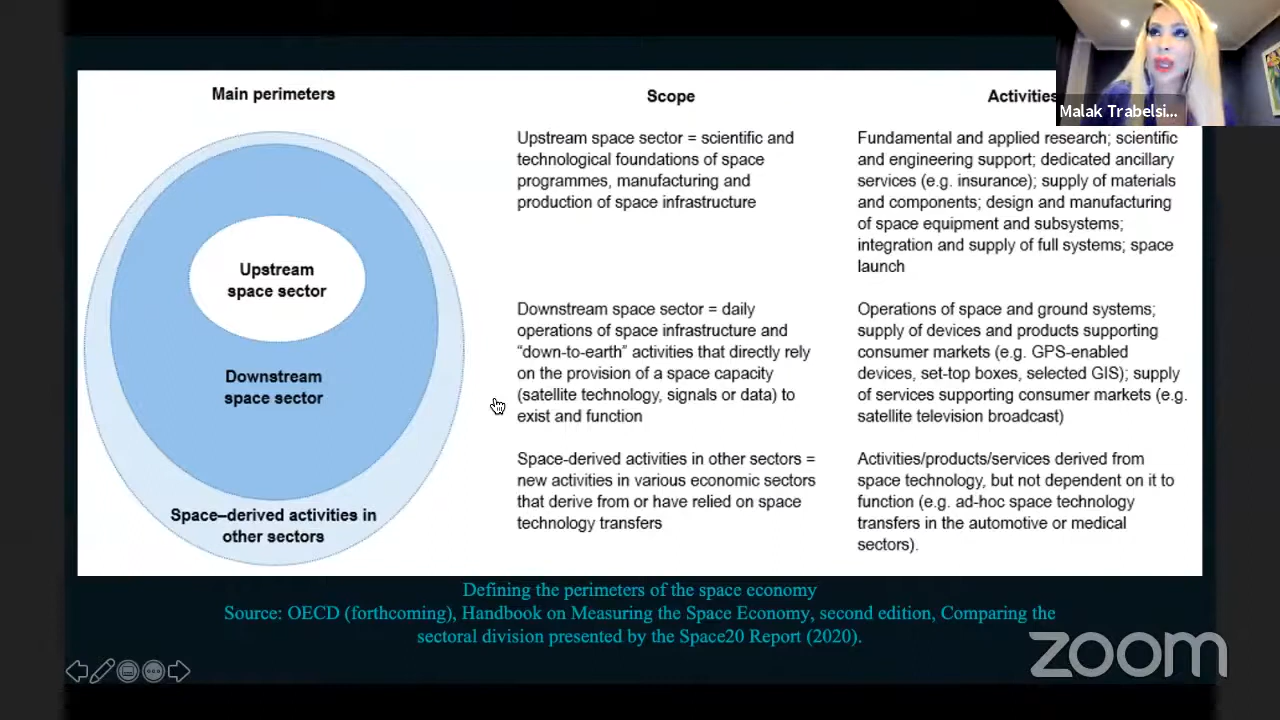 Main perimeters
Upstream
space sector
Downstream
space sector
Space–derived activities in
other sectors
Scope
Upstream space sector = scientific and
technological foundations of space
programmes, manufacturing and
production of space infrastructure
Downstream space sector = daily
operations of space infrastructure and
“down-to-earth” activities that directly rely
on the provision of a space capacity
(satellite technology, signals or data) to
exist and function
Space-derived activities in other sectors =
new activities in various economic sectors
that derive from or have relied on space
technology transfers
Activities
Fundamental and applied research; scientific
and engineering support; dedicated ancillary
services (e.g. insurance); supply of materials
and components; design and manufacturing
of space equipment and subsystems;
integration and supply of full systems; space
launch
Operations of space and ground systems;
supply of devices and products supporting
consumer markets (e.g. GPS-enabled
devices, set-top boxes, selected GIS); supply
of services supporting consumer markets (e.g.
satellite television broadcast)
Activities/products/services derived from
space technology, but not dependent on it to
function (e.g. ad-hoc space technology
transfers in the automotive or medical
sectors).
Malak Trabelsi...
Defining the perimeters of the space economy
Source: OECD (forthcoming), Handbook on Measuring the Space Economy, second edition, Comparing the
sectoral division presented by the Space20 Report (2020).
zoom